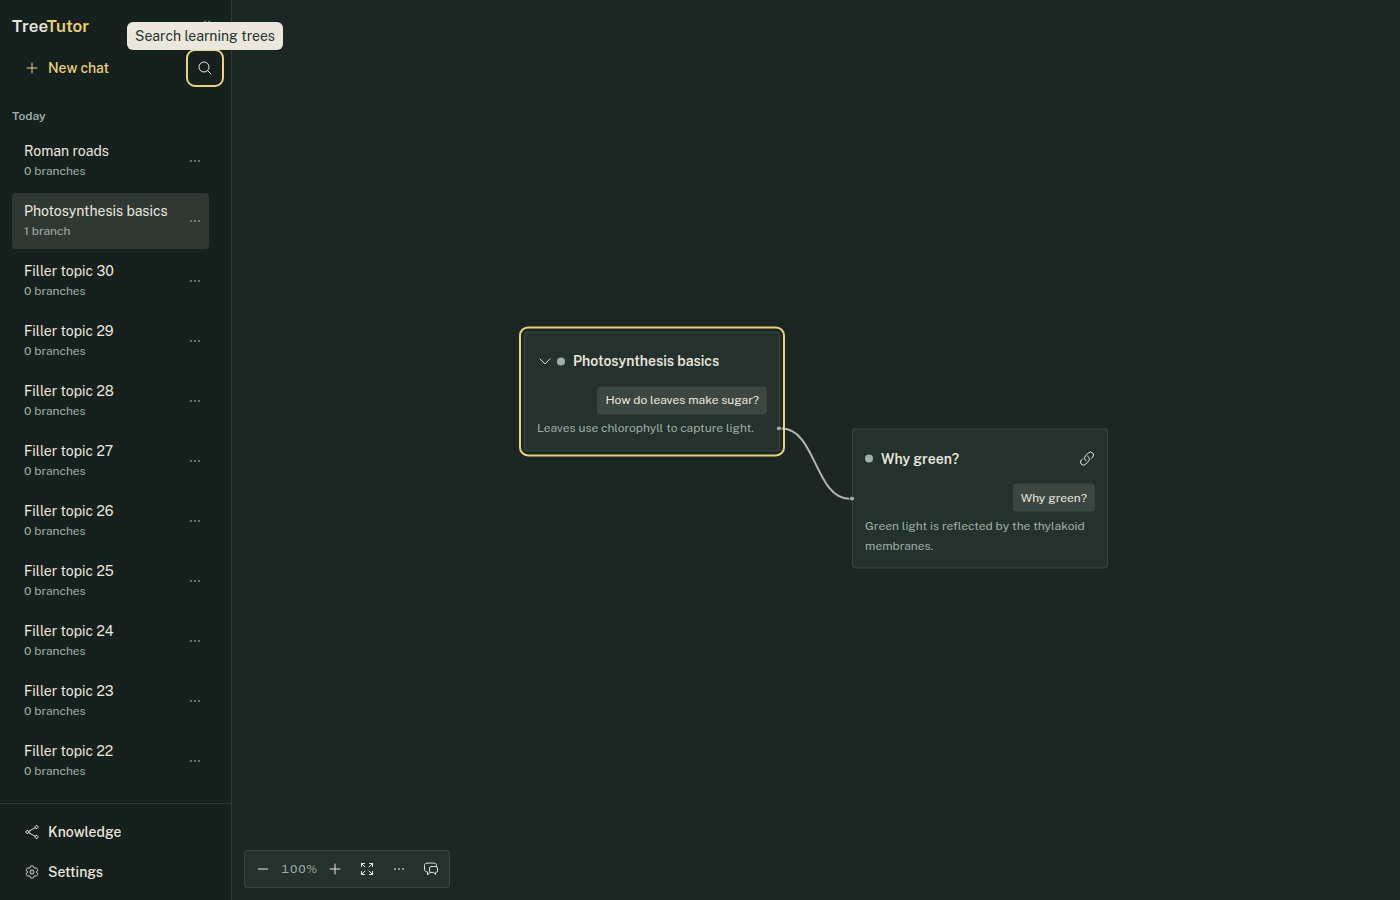 TreeTutor
Search learning trees
New chat
Today
Roman roads
0 branches
Photosynthesis basics
1 branch
Filler topic 30
0 branches
Filler topic 29
0 branches
Filler topic 28
0 branches
Filler topic 27
0 branches
Filler topic 26
0 branches
Filler topic 25
0 branches
Filler topic 24
0 branches
Filler topic 23
0 branches
Filler topic 22
0 branches
Knowledge
Settings
Photosynthesis basics
How do leaves make sugar?
Leaves use chlorophyll to capture light.
Why green?
Why green?
Green light is reflected by the thylakoid
membranes.
100%